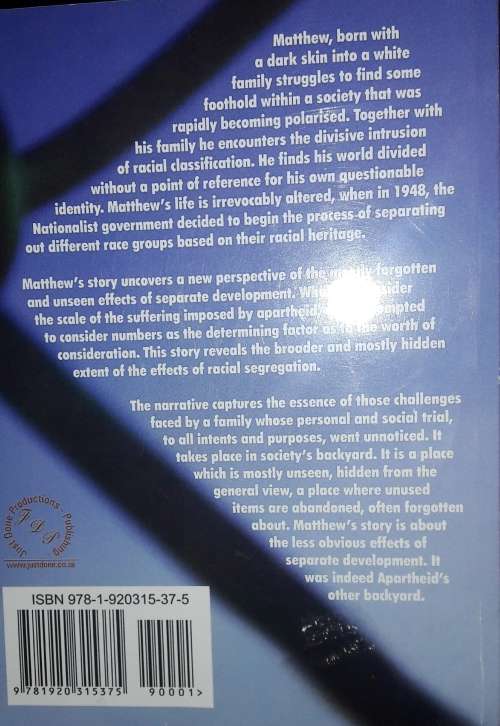 Matthew, born with
a dark skin into a white
family struggles to find some
foothold within a society that was
rapidly becoming polarised. Together with
his family he encounters the divisive intrusion
of racial classification. He finds his world divided
without a point of reference for his own questionable
identity. Matthew's life is irrevocably altered, when in 1948, the
Nationalist government decided to begin the process of separating
out different race groups based on their racial heritage.
Matthew's story uncovers a new perspective of the mostly forgotten
and unseen effects of separate development.
the scale of the suffering imposed by apartheid,
to consider numbers as the determining factor as to the worth of
consideration. This story reveals the broader and mostly hidden
extent of the effects of racial segregation.
The narrative captures the essence of those challenges
faced by a family whose personal and social trial,
to all intents and purposes, went unnoticed. It
takes place in society's backyard. It is a place
which is mostly unseen, hidden from the
general view, a place where unused
items are abandoned, often forgotten
about. Matthew's story is about
the less obvious effects of
separate development. It
was indeed Apartheid's
other backyard.
Just Done Productions - Publishing
JDP
www.justdone.co.za
ISBN 978-1-920315-37-5
9 781920 315375 90001>